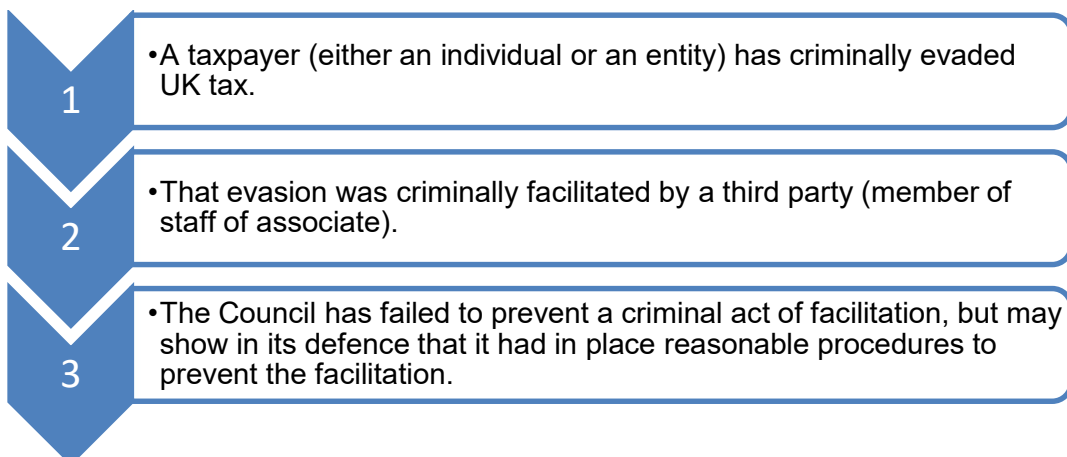 1
•A taxpayer (either an individual or an entity) has criminally evaded
UK tax.
2
•That evasion was criminally facilitated by a third party (member of
staff of associate).
3
•The Council has failed to prevent a criminal act of facilitation, but may
show in its defence that it had in place reasonable procedures to
prevent the facilitation.